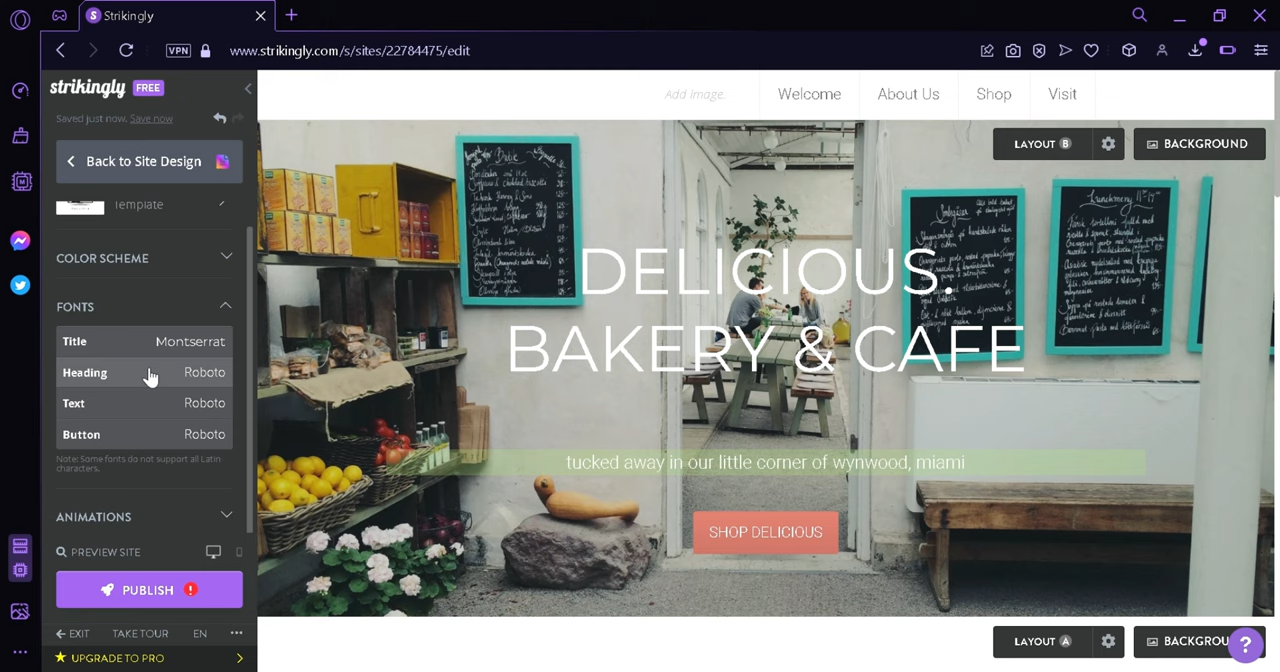 Strikingly
VPN
www.strikingly.com/s/sites/22784475/edit
strikingly FREE
Saved just now. Save now
Back to Site Design
Template
COLOR SCHEME
FONTS
Title Montserrat
Heading Roboto
Text Roboto
Button Roboto
Note: Some fonts do not support all Latin
characters.
ANIMATIONS
PREVIEW SITE
PUBLISH !
EXIT TAKE TOUR EN
UPGRADE TO PRO
Add Image.
Welcome
About Us
Shop
Visit
LAYOUT B
BACKGROUND
DELICIOUS.
BAKERY & CAFE
tucked away in our little corner of wynwood, miami
SHOP DELICIOUS
LAYOUT A
BACKGROU
?